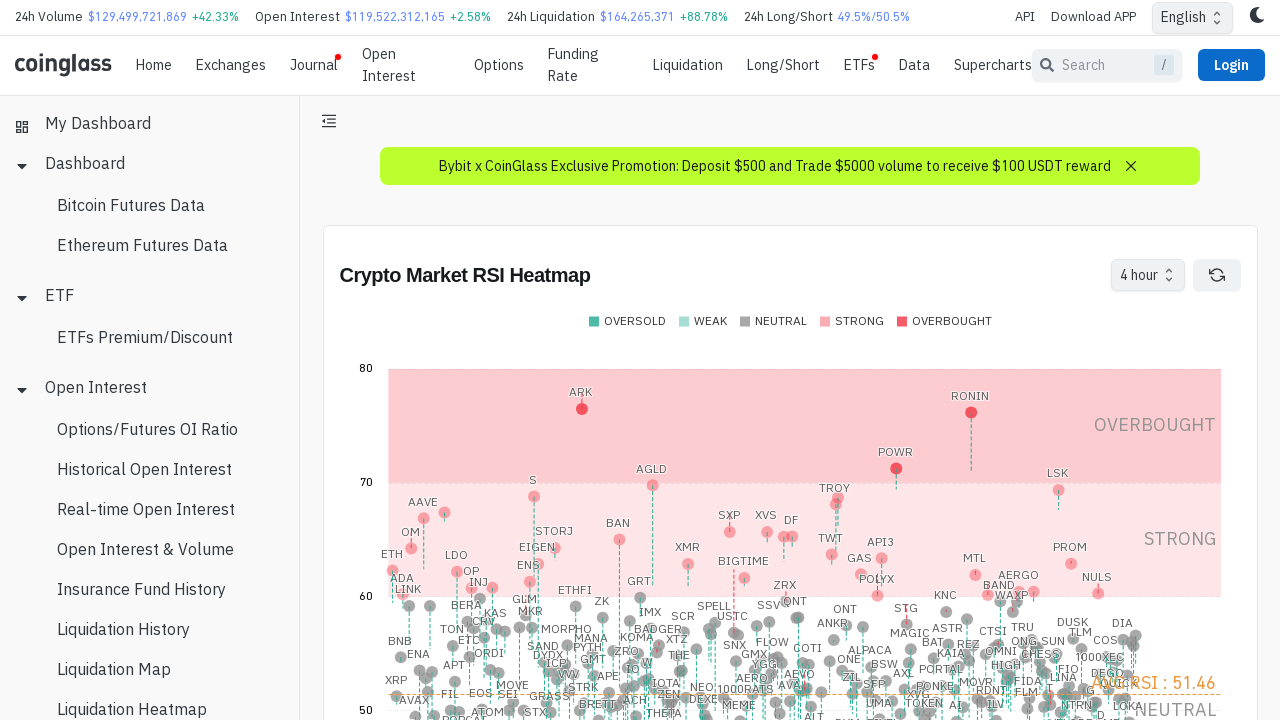 24h Volume $129,499,721,869 +42.33% Open Interest $119,522,312,165 +2.58% 24h Liquidation $164,265,371 +88.78% 24h Long/Short 49.5%/50.5% API Download APP English
coinglass Home Exchanges Journal Open Interest Options Funding Rate Liquidation Long/Short ETFs Data Supercharts Search / Login
My Dashboard
Dashboard
Bitcoin Futures Data
Ethereum Futures Data
ETF
ETFs Premium/Discount
Open Interest
Options/Futures OI Ratio
Historical Open Interest
Real-time Open Interest
Open Interest & Volume
Insurance Fund History
Liquidation History
Liquidation Map
Liquidation Heatmap
Bybit x CoinGlass Exclusive Promotion: Deposit $500 and Trade $5000 volume to receive $100 USDT reward
Crypto Market RSI Heatmap 4 hour
OVERSOLD WEAK NEUTRAL STRONG OVERBOUGHT
80
ARK RONIN
OVERBOUGHT
POWR
AGLD LSK
S
70
TROY
AAVE
SXP XVS DF
BAN
OM STORJ
TWT API3
STRONG
ETH EIGEN XMR PROM
LDO BIGTIME GAS MTL
ENS OP
ADA INJ GRT POLYX AERGO NULS
LINK ETHFI ZRX BAND
60
BERA GLM ZK ONT KNC WAXP
KAS MKR IMX SPELL SSV ONT STG
CRV SCR USTC ANKR DUSK DIA
TON MORPHO BADGER MAGIC ASTR CTSI TRU TLM
BNB ETC MANA KOMA XTZ FLOW BAT REZ ONG SUN COS
ENA ORDI SAND PYTH ZRO THE SNX GMX COTI ALPACA KAIA OMNI CHESS 1000XEC
APT DYDX ICP GMT W YGG ONE BSW PORTAL HIGH FIO DEGO
XRP VVV APE IO AERO AEVO ZIL AXL MOVR FIDA LINA AVG RSI : 51.46
FIL EOS MOVE SEI STRK IOTA NEO 1000RATS AVA SFP PONKE RDNT FLM
AVAX GRASS BRETT ACH ZEN DEXE MEME UMA XVG TOKEN AI ILV NTRN LOKA
50
ATOM STX THETA ALT
NEUTRAL